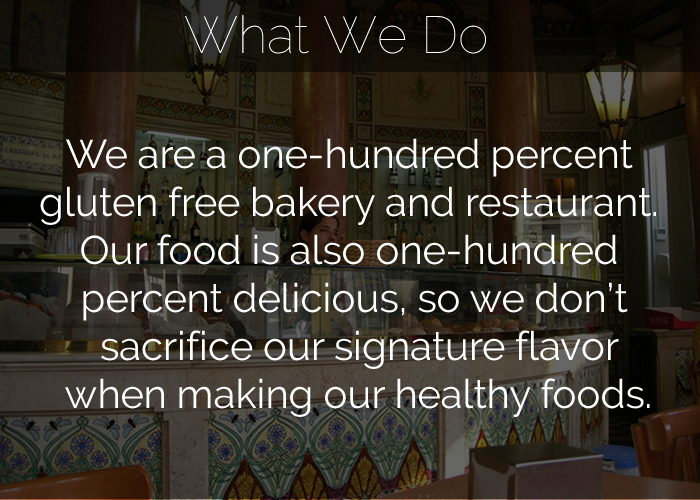 What We Do
We are a one-hundred percent
gluten free bakery and restaurant.
Our food is also one-hundred
percent delicious, so we don't
sacrifice our signature flavor
when making our healthy foods.